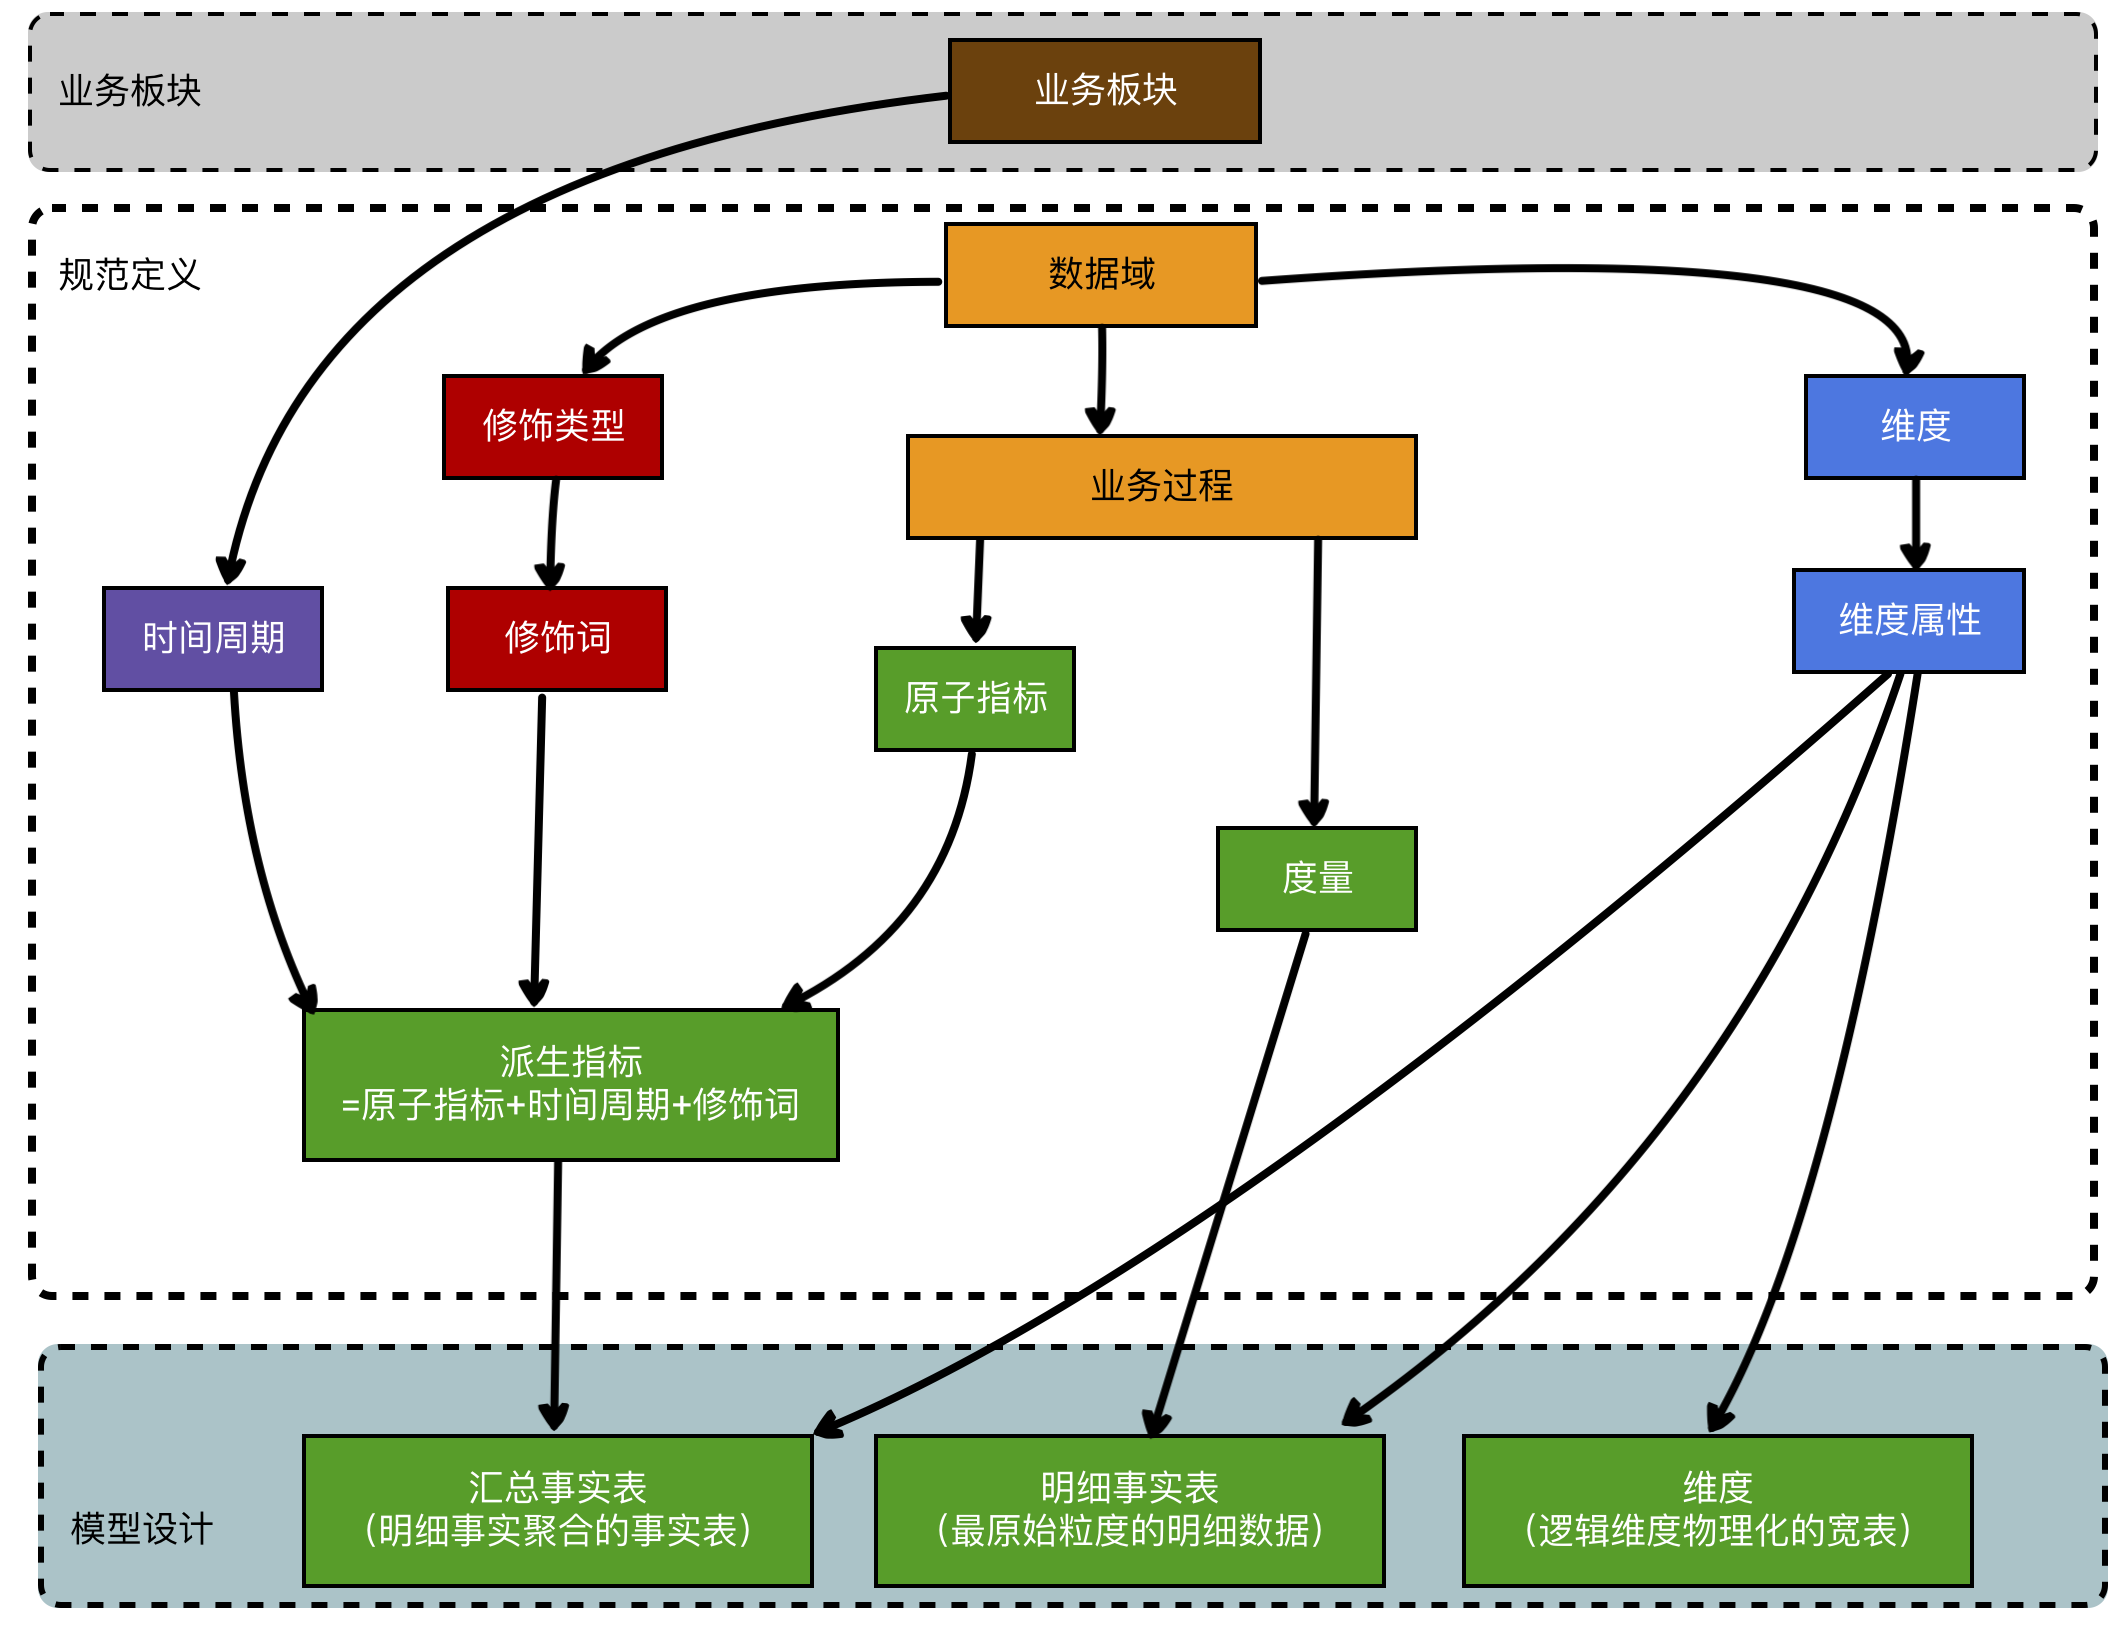 业务板块
业务板块
规范定义
数据域
修饰类型
维度
业务过程
时间周期
修饰词
维度属性
原子指标
度量
派生指标
=原子指标+时间周期+修饰词
模型设计
汇总事实表
（明细事实聚合的事实表）
明细事实表
（最原始粒度的明细数据）
维度
（逻辑维度物理化的宽表）